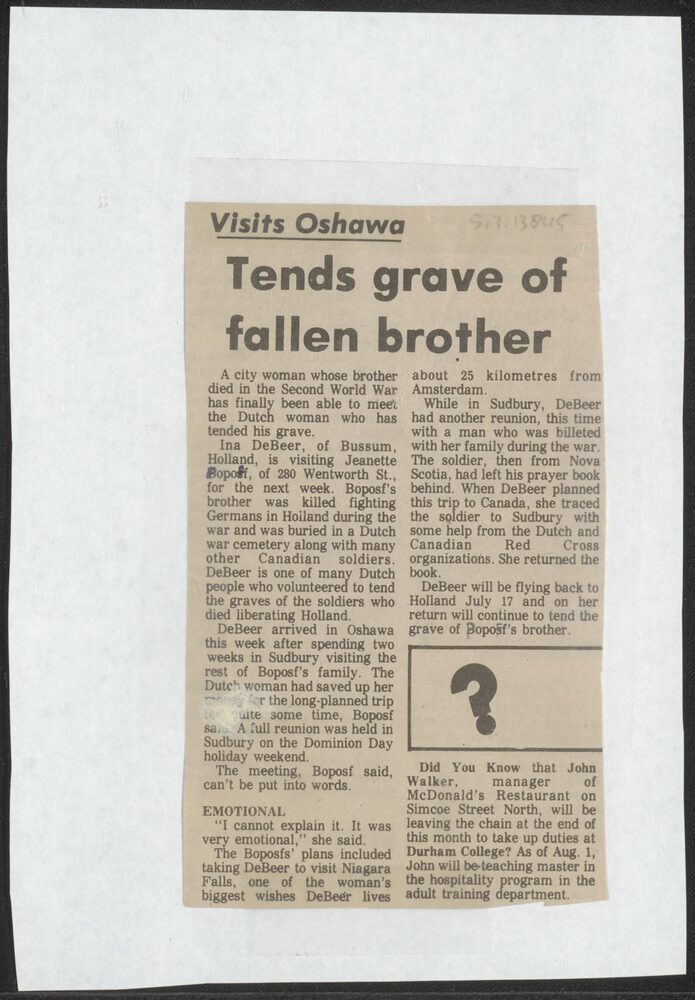 Visits Oshawa
5.7.13845
Tends grave of
fallen brother
A city woman whose brother
died in the Second World War
has finally been able to meet
the Dutch woman who has
tended his grave.
Ina DeBeer, of Bussum,
Holland, is visiting Jeanette
of 280 Wentworth St.,
for the next week. Boposf's
brother was killed fighting
Germans in Hoiland during the
war and was buried in a Dutch
war cemetery along with many
other Canadian soldiers.
DeBeer is one of many Dutch
people who volunteered to tend
the graves of the soldiers who
died liberating Holland.
DeBeer arrived in Oshawa
this week after spending two
weeks in Sudbury visiting the
rest of Boposf's family. The
Dutch woman had saved up her
for the long-planned trip
quite some time, Boposf
A full reunion was held in
Sudbury on the Dominion Day
holiday weekend.
The meeting, Boposf said,
can't be put into words.
EMOTIONAL
"I cannot explain it. It was
very emotional," she said.
The Boposfs' plans included
taking DeBeer to visit Niagara
Falls, one of the woman's
biggest wishes DeBeer lives
about 25 kilometres from
Amsterdam.
While in Sudbury, DeBeer
had another reunion, this time
with a man who was billeted
with her family during the war.
The soldier, then from Nova
Scotia, had left his prayer book
behind. When DeBeer planned
this trip to Canada, she traced
the soldier to Sudbury with
some help from the Dutch and
Canadian Red Cross
organizations. She returned the
book.
DeBeer will be flying back to
Holland July 17 and on her
return will continue to tend the
grave of Boposf's brother.
?
Did You Know that John
Walker, manager of
McDonald's Restaurant on
Simcoe Street North, will be
leaving the chain at the end of
this month to take up duties at
Durham College? As of Aug. 1,
John will be teaching master in
the hospitality program in the
adult training department.